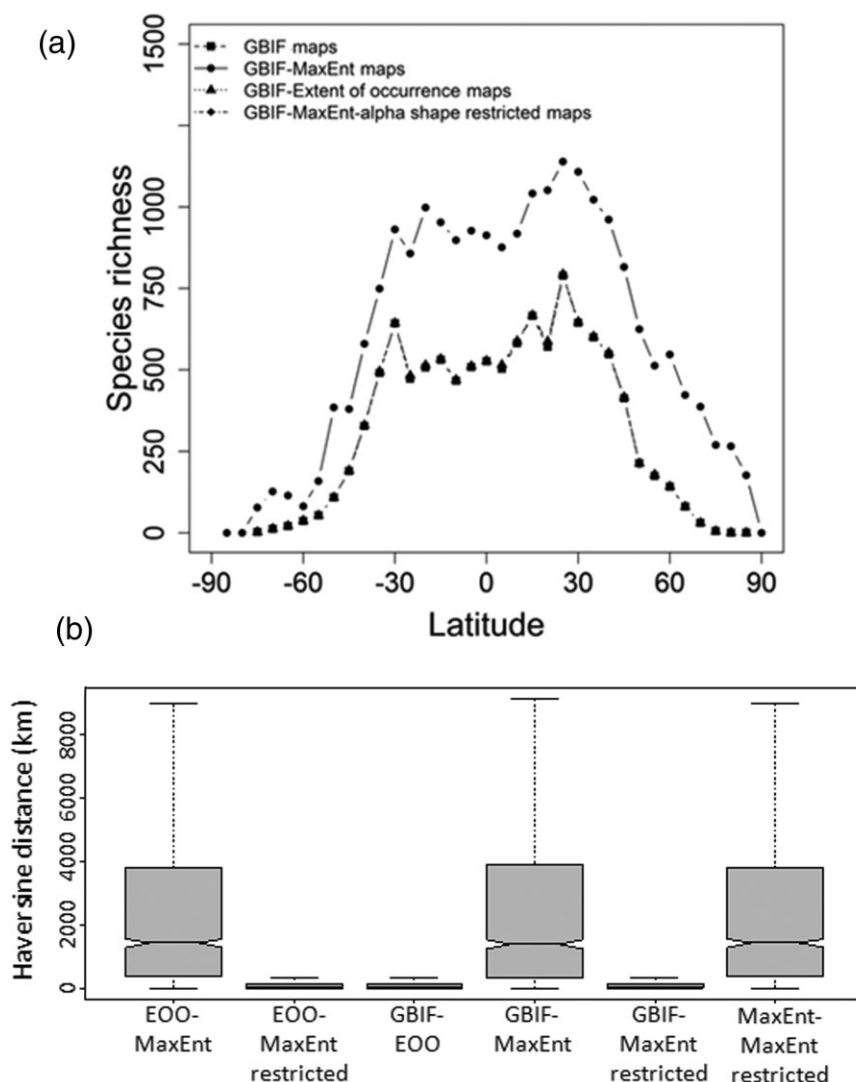 (a)
1500
GBIF maps
GBIF-MaxEnt maps
GBIF-Extent of occurrence maps
GBIF-MaxEnt-alpha shape restricted maps
1000
750
500
250
0
Species richness
-90
-60
-30
0
30
60
90
Latitude
(b)
Haversine distance (km)
8000
6000
4000
2000
0
EOO-
MaxEnt
EOO-
MaxEnt
restricted
GBIF-
EOO
GBIF-
MaxEnt
GBIF-
MaxEnt
restricted
MaxEnt-
MaxEnt
restricted